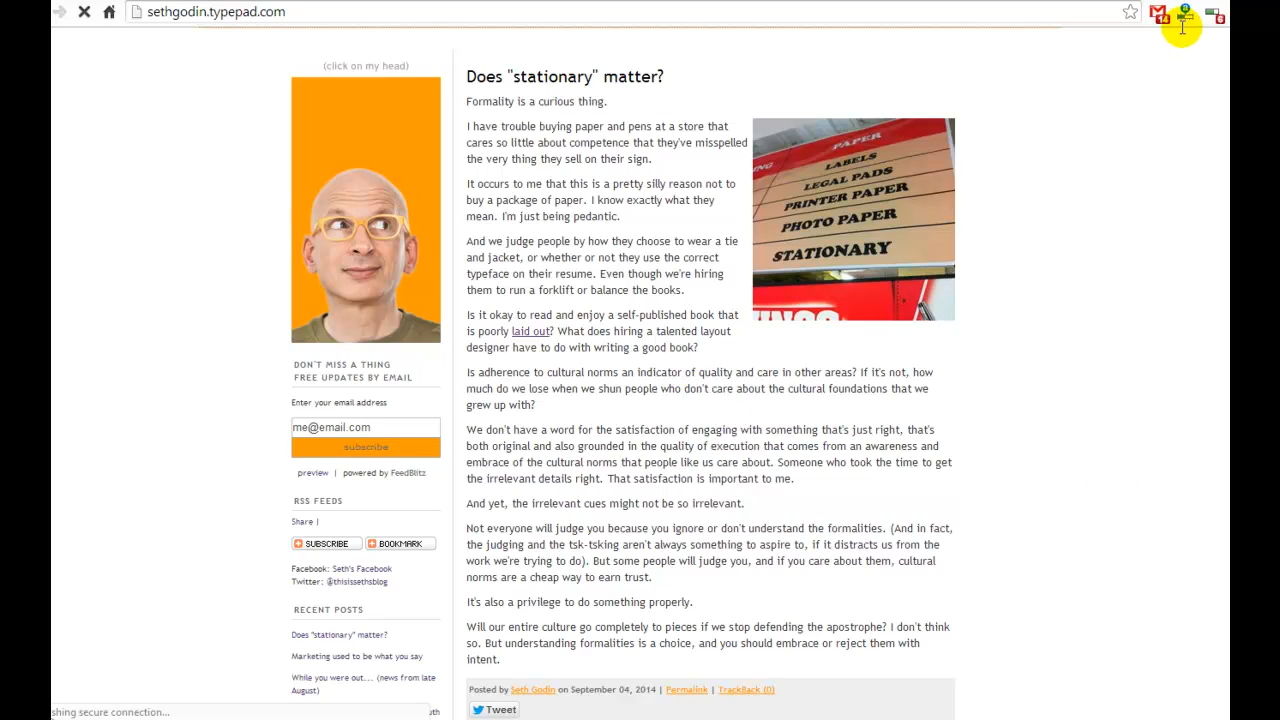 sethgodin.typepad.com
14
6
(click on my head)
DON'T MISS A THING
FREE UPDATES BY EMAIL
Enter your email address
me@email.com
subscribe
preview | powered by FeedBlitz
RSS FEEDS
Share |
SUBSCRIBE
BOOKMARK
Facebook: Seth's Facebook
Twitter: @thisissethsblog
RECENT POSTS
Does "stationary" matter?
Marketing used to be what you say
While you were out... (news from late
August)
Does "stationary" matter?
Formality is a curious thing.
I have trouble buying paper and pens at a store that
cares so little about competence that they've misspelled
the very thing they sell on their sign.
It occurs to me that this is a pretty silly reason not to
buy a package of paper. I know exactly what they
mean. I'm just being pedantic.
And we judge people by how they choose to wear a tie
and jacket, or whether or not they use the correct
typeface on their resume. Even though we're hiring
them to run a forklift or balance the books.
Is it okay to read and enjoy a self-published book that
is poorly laid out? What does hiring a talented layout
designer have to do with writing a good book?
PAPER
LABELS
LEGAL PADS
PRINTER PAPER
PHOTO PAPER
STATIONARY
Is adherence to cultural norms an indicator of quality and care in other areas? If it's not, how
much do we lose when we shun people who don't care about the cultural foundations that we
grew up with?
We don't have a word for the satisfaction of engaging with something that's just right, that's
both original and also grounded in the quality of execution that comes from an awareness and
embrace of the cultural norms that people like us care about. Someone who took the time to get
the irrelevant details right. That satisfaction is important to me.
And yet, the irrelevant cues might not be so irrelevant.
Not everyone will judge you because you ignore or don't understand the formalities. (And in fact,
the judging and the tsk-tsking aren't always something to aspire to, if it distracts us from the
work we're trying to do). But some people will judge you, and if you care about them, cultural
norms are a cheap way to earn trust.
It's also a privilege to do something properly.
Will our entire culture go completely to pieces if we stop defending the apostrophe? I don't think
so. But understanding formalities is a choice, and you should embrace or reject them with
intent.
Posted by Seth Godin on September 04, 2014 | Permalink | TrackBack (0)
Tweet
shing secure connection...